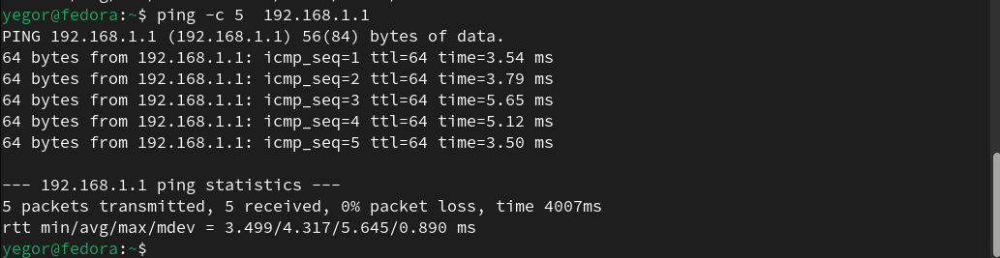 yegor@fedora:~$ ping -c 5  192.168.1.1
PING 192.168.1.1 (192.168.1.1) 56(84) bytes of data.
64 bytes from 192.168.1.1: icmp_seq=1 ttl=64 time=3.54 ms
64 bytes from 192.168.1.1: icmp_seq=2 ttl=64 time=3.79 ms
64 bytes from 192.168.1.1: icmp_seq=3 ttl=64 time=5.65 ms
64 bytes from 192.168.1.1: icmp_seq=4 ttl=64 time=5.12 ms
64 bytes from 192.168.1.1: icmp_seq=5 ttl=64 time=3.50 ms

--- 192.168.1.1 ping statistics ---
5 packets transmitted, 5 received, 0% packet loss, time 4007ms
rtt min/avg/max/mdev = 3.499/4.317/5.645/0.890 ms
yegor@fedora:~$